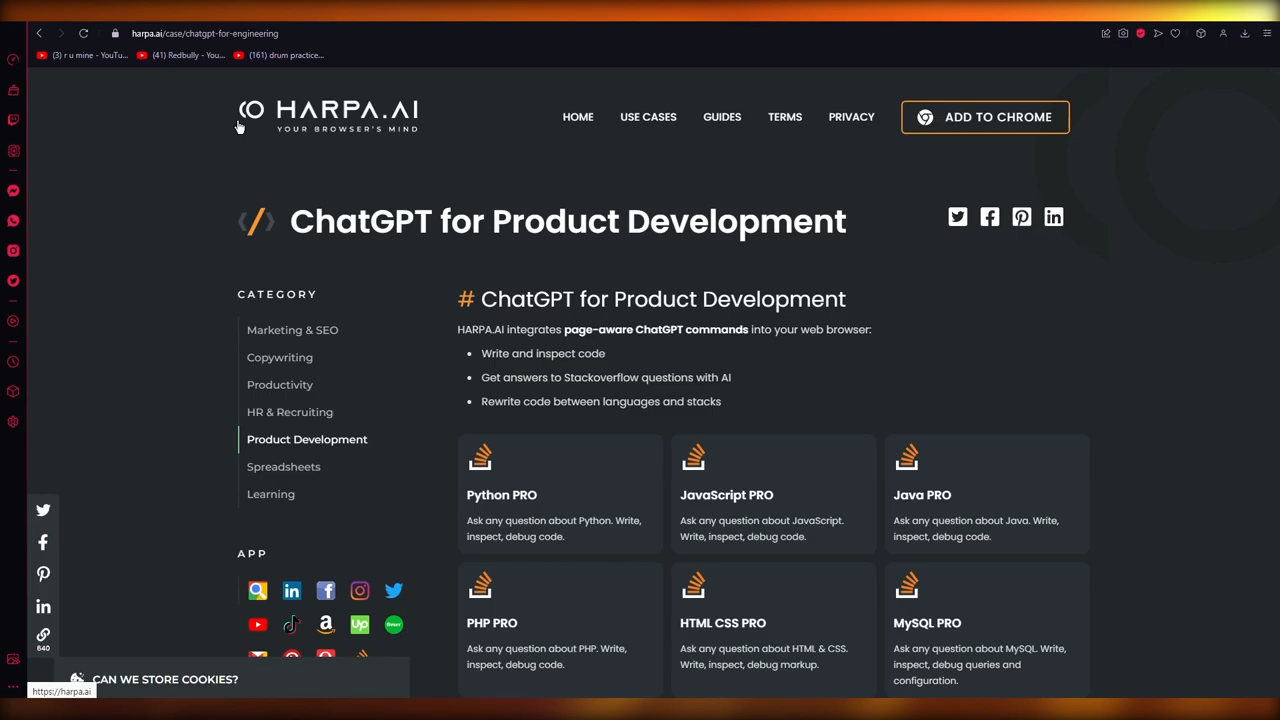 harpa.ai/case/chatgpt-for-engineering
(3) r u mine - YouTu...
(41) Redbully - You...
(161) drum practice...
HARPA.AI
YOUR BROWSER'S MIND
HOME
USE CASES
GUIDES
TERMS
PRIVACY
ADD TO CHROME
ChatGPT for Product Development
CATEGORY
Marketing & SEO
Copywriting
Productivity
HR & Recruiting
Product Development
Spreadsheets
Learning
APP
# ChatGPT for Product Development
HARPA.AI integrates page-aware ChatGPT commands into your web browser:
Write and inspect code
Get answers to Stackoverflow questions with AI
Rewrite code between languages and stacks
Python PRO
Ask any question about Python. Write,
inspect, debug code.
JavaScript PRO
Ask any question about JavaScript.
Write, inspect, debug code.
Java PRO
Ask any question about Java. Write,
inspect, debug code.
PHP PRO
Ask any question about PHP. Write,
inspect, debug code.
HTML CSS PRO
Ask any question about HTML & CSS.
Write, inspect, debug markup.
MySQL PRO
Ask any question about MySQL. Write,
inspect, debug queries and
configuration.
640
CAN WE STORE COOKIES?
https://harpa.ai